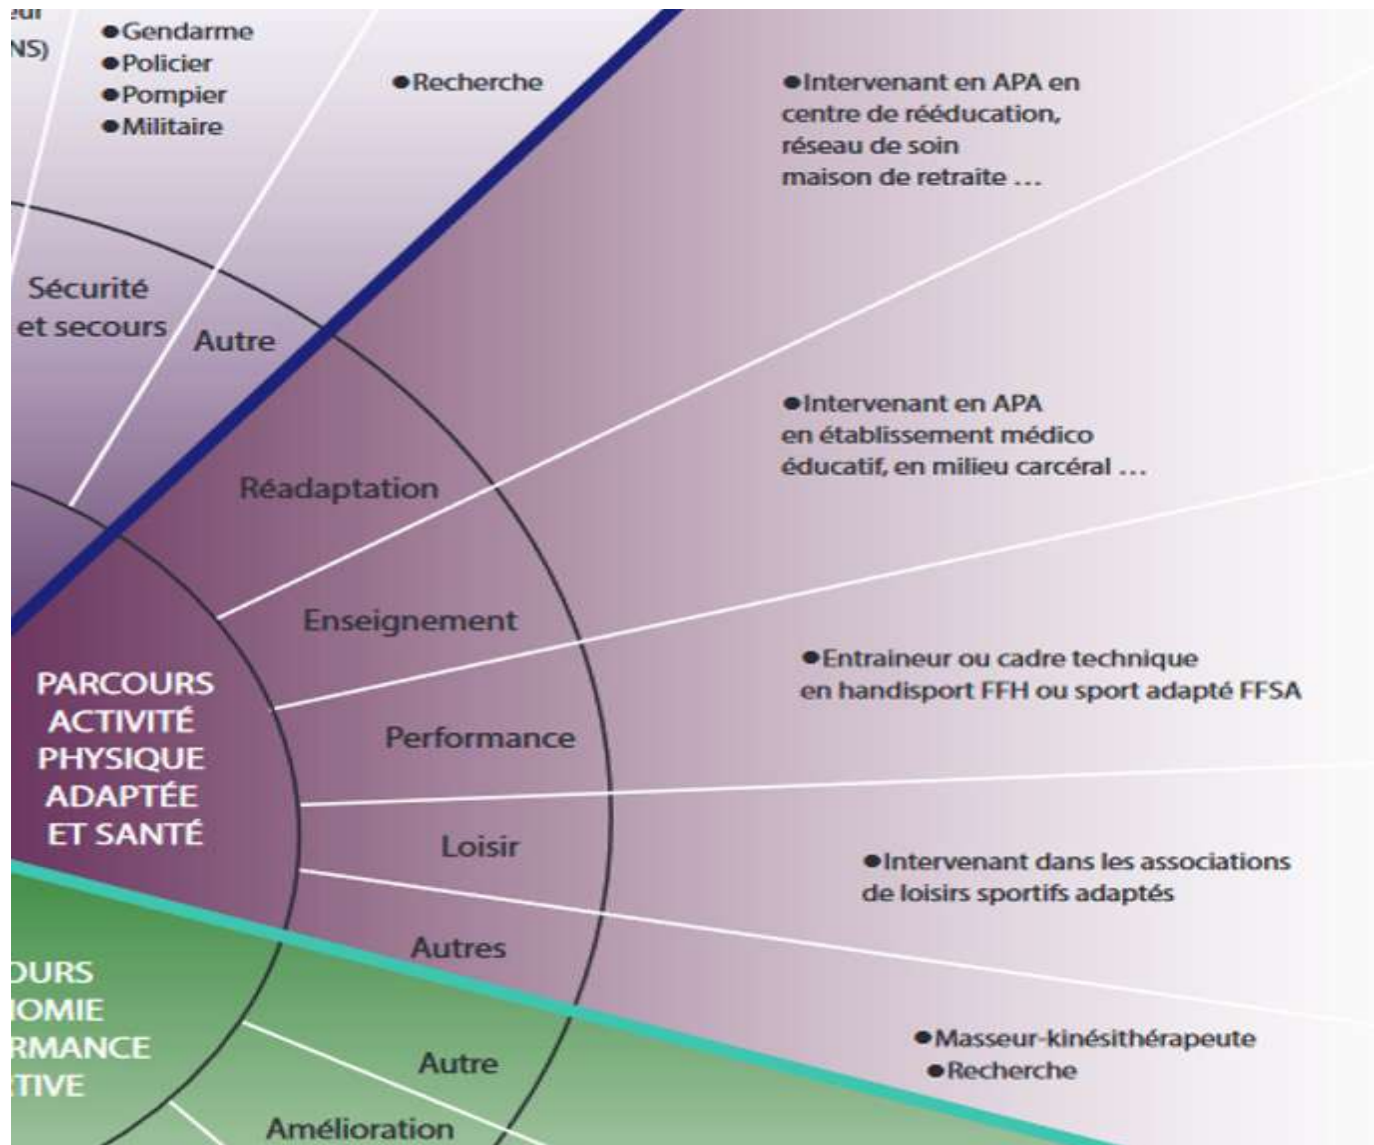 NS)
●Gendarme
●Policier
●Pompier
●Militaire
●Recherche
Sécurité
et secours
Autre
●Intervenant en APA en
centre de rééducation,
réseau de soin
maison de retraite …
Réadaptation
●Intervenant en APA
en établissement médico
éducatif, en milieu carcéral …
Enseignement
●Entraineur ou cadre technique
en handisport FFH ou sport adapté FFSA
Performance
PARCOURS
ACTIVITÉ
PHYSIQUE
ADAPTÉE
ET SANTÉ
Loisir
●Intervenant dans les associations
de loisirs sportifs adaptés
Autres
●Masseur-kinésithérapeute
●Recherche
OURS
NOMIE
RMANCE
TIVE
Autre
Amélioration